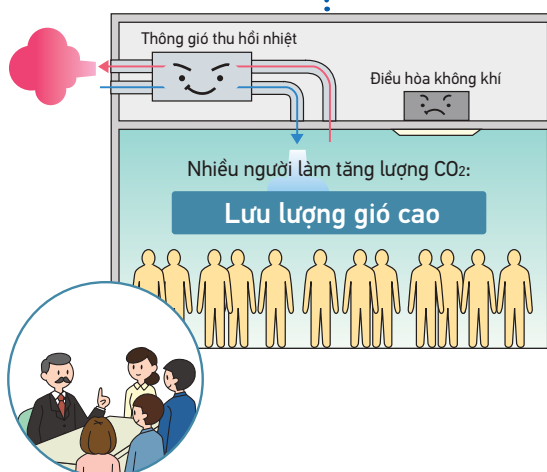 Thông gió thu hồi nhiệt
Điều hòa không khí
Nhiều người làm tăng lượng CO₂:
Lưu lượng gió cao